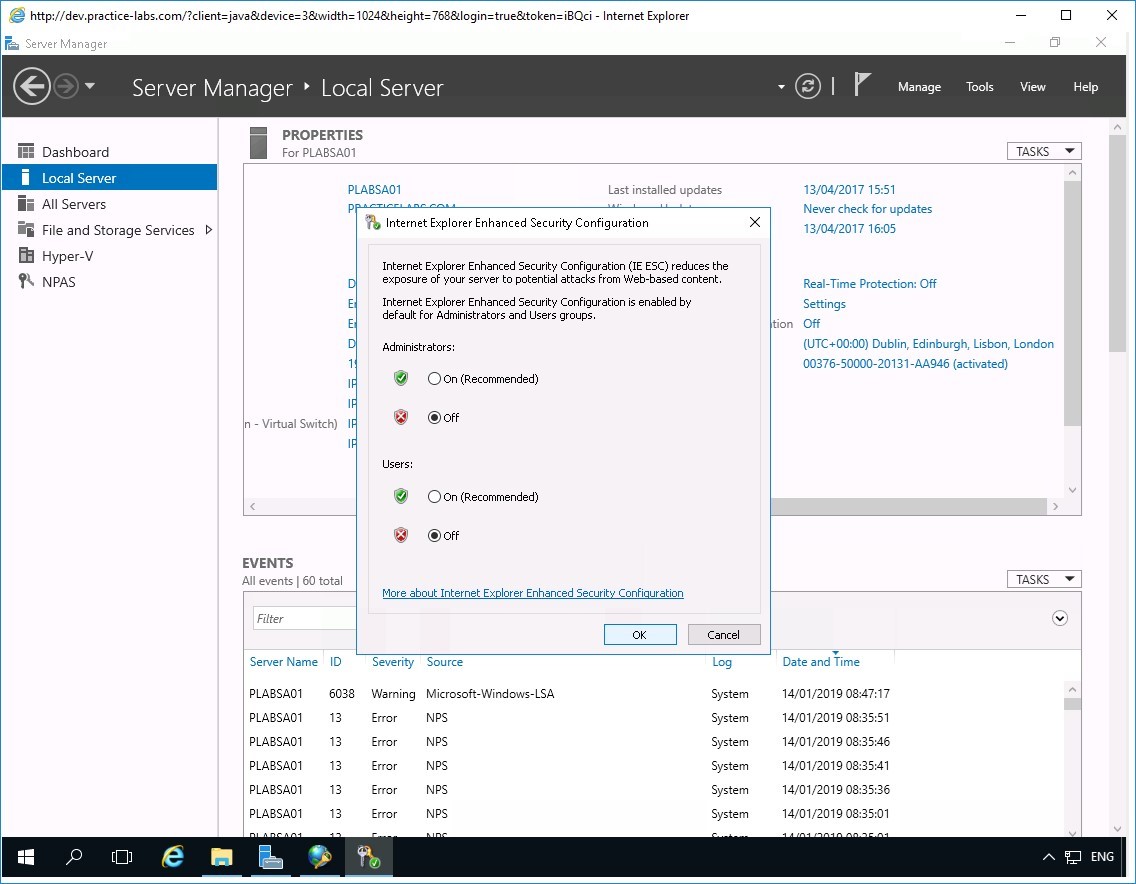 http://dev.practice-labs.com/?client=java&device=3&width=1024&height=768&login=true&token=iBQci - Internet Explorer
Server Manager
Server Manager
Local Server
Manage
Tools
View
Help
Dashboard
Local Server
All Servers
File and Storage Services
Hyper-V
NPAS
PROPERTIES
For PLABSA01
TASKS
PLABSA01
Last installed updates
13/04/2017 15:51
Never check for updates
13/04/2017 16:05
Real-Time Protection: Off
Settings
Off
(UTC+00:00) Dublin, Edinburgh, Lisbon, London
00376-50000-20131-AA946 (activated)
n - Virtual Switch)
Internet Explorer Enhanced Security Configuration
Internet Explorer Enhanced Security Configuration (IE ESC) reduces the
exposure of your server to potential attacks from Web-based content.
Internet Explorer Enhanced Security Configuration is enabled by
default for Administrators and Users groups.
Administrators:
On (Recommended)
Off
Users:
On (Recommended)
Off
More about Internet Explorer Enhanced Security Configuration
OK
Cancel
EVENTS
All events | 60 total
TASKS
Filter
Server Name ID Severity Source Log Date and Time
PLABSA01 6038 Warning Microsoft-Windows-LSA System 14/01/2019 08:47:17
PLABSA01 13 Error NPS System 14/01/2019 08:35:51
PLABSA01 13 Error NPS System 14/01/2019 08:35:46
PLABSA01 13 Error NPS System 14/01/2019 08:35:41
PLABSA01 13 Error NPS System 14/01/2019 08:35:36
PLABSA01 13 Error NPS System 14/01/2019 08:35:01
ENG